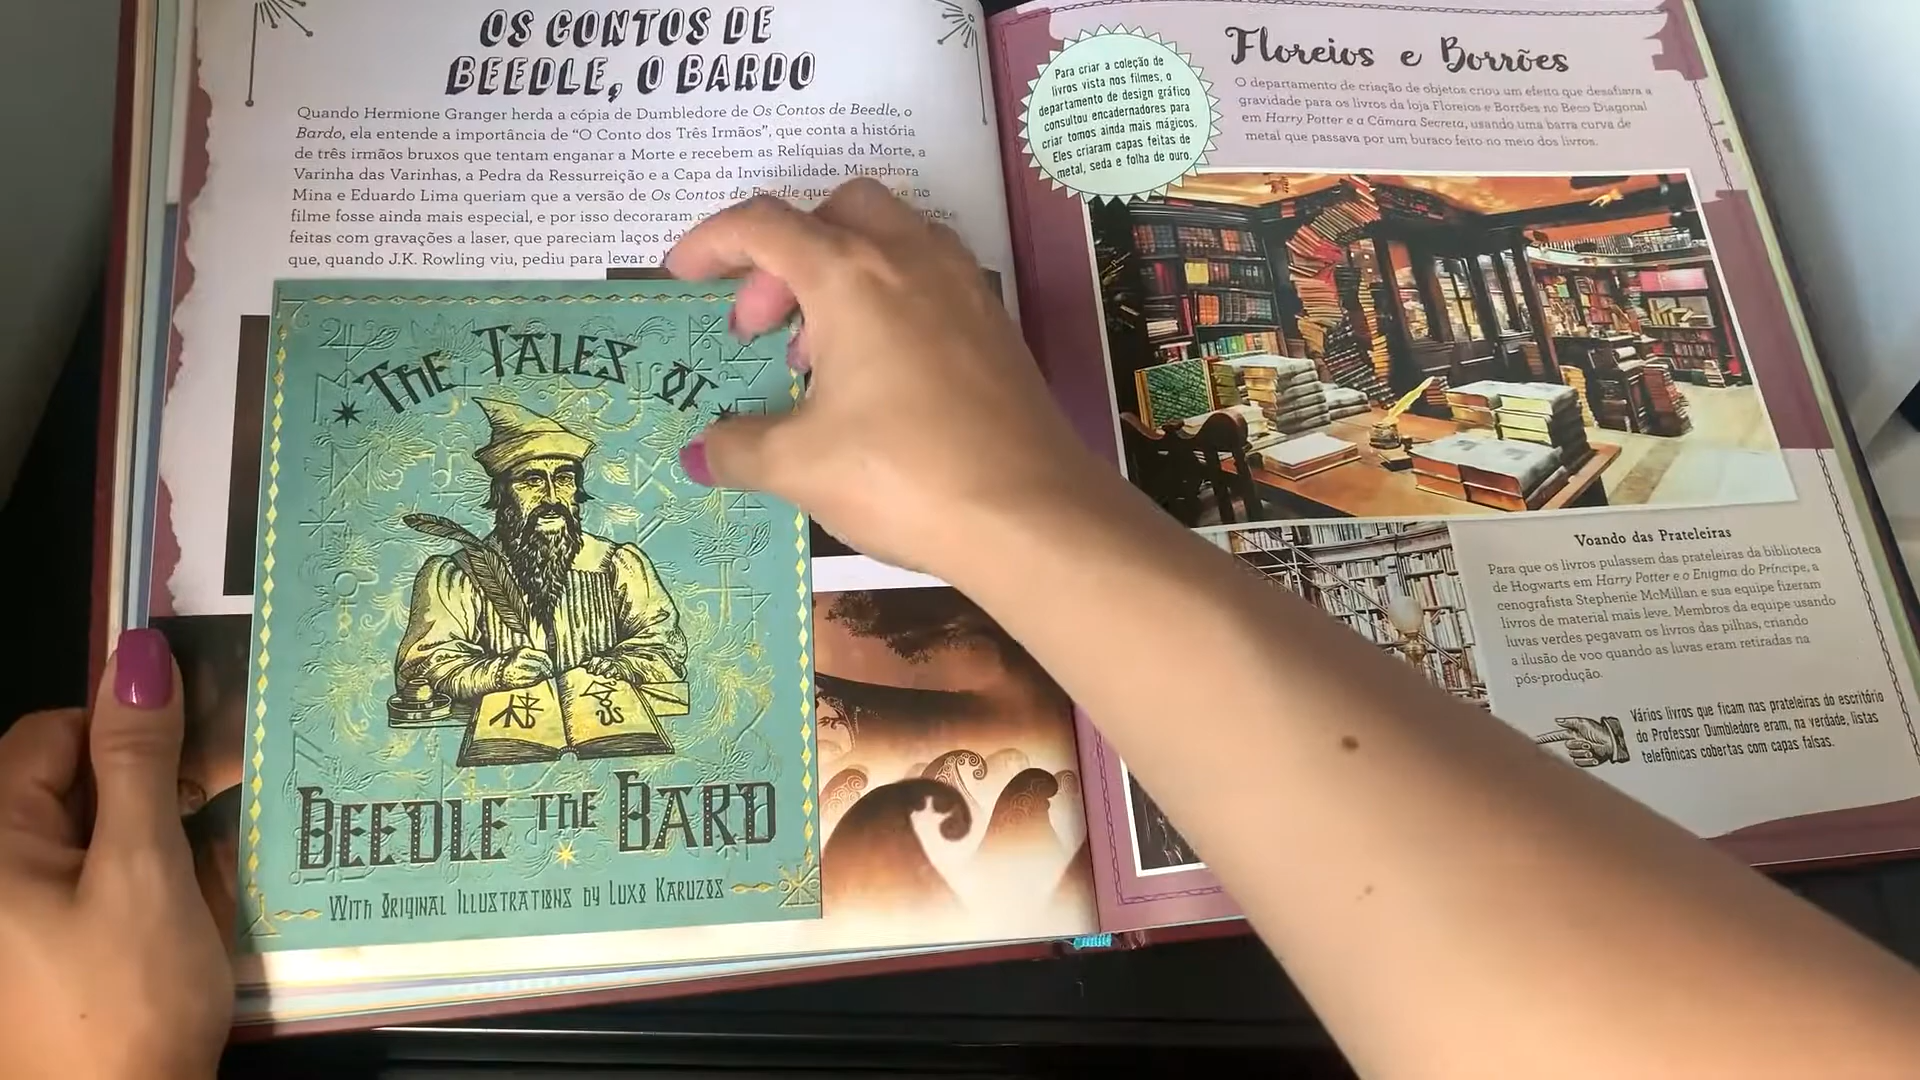 OS CONTOS DE
BEEDLE, O BARDO
Quando Hermione Granger herda a cópia de Dumbledore de Os Contos de Beedle, o
Bardo, ela entende a importância de “O Conto dos Três Irmãos”, que conta a história
de três irmãos bruxos que tentam enganar a Morte e recebem as Relíquias da Morte, a
Varinha das Varinhas, a Pedra da Ressurreição e a Capa da Invisibilidade. Miraphora
Mina e Eduardo Lima queriam que a versão de Os Contos de Beedle que no
filme fosse ainda mais especial, e por isso decoraram
feitas com gravações a laser, que pareciam laços
que, quando J.K. Rowling viu, pediu para levar o
THE TALES OF
BEEDLE THE BARD
WITH ORIGINAL ILLUSTRATIONS BY LUXO KARUZOS
Para criar a coleção de
livros vista nos filmes, o
departamento de design gráfico
consultou encadernadores para
criar tomos ainda mais mágicos.
Eles criaram capas feitas de
metal, seda e folha de ouro.
Floreios e Borrões
O departamento de criação de objetos criou um efeito que desafiava a
gravidade para os livros da loja Floreios e Borrões no Beco Diagonal
em Harry Potter e a Câmara Secreta, usando uma barra curva de
metal que passava por um buraco feito no meio dos livros.
Voando das Prateleiras
Para que os livros pulassem das prateleiras da biblioteca
de Hogwarts em Harry Potter e o Enigma do Príncipe, a
cenografista Stephenie McMillan e sua equipe fizeram
livros de material mais leve. Membros da equipe usando
luvas verdes pegavam os livros das pilhas, criando
a ilusão de voo quando as luvas eram retiradas na
pós-produção.
Vários livros que ficam nas prateleiras do escritório
do Professor Dumbledore eram, na verdade, listas
telefônicas cobertas com capas falsas.